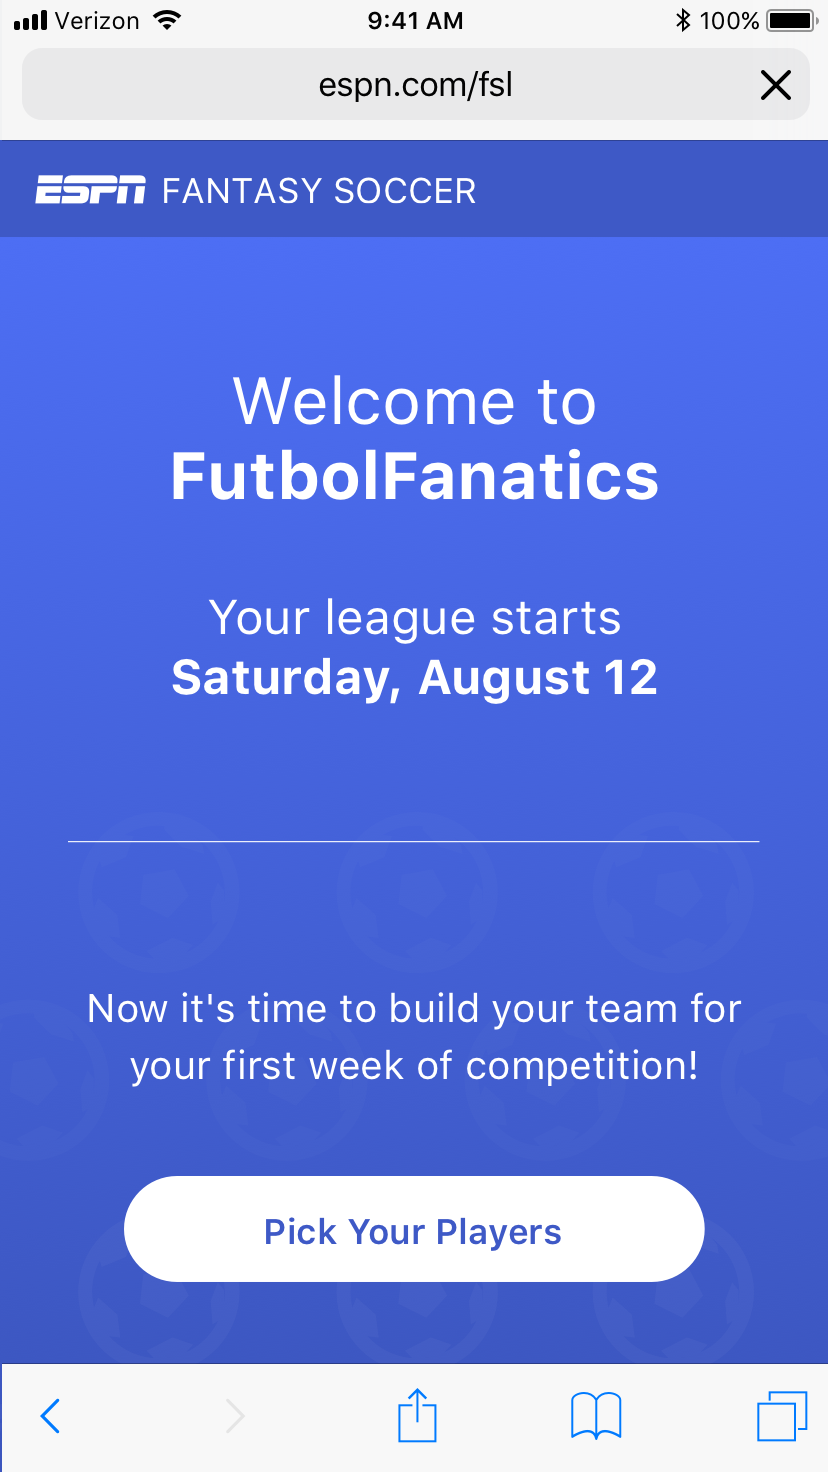 Verizon 9:41 AM 100%
espn.com/fsl
ESPN FANTASY SOCCER
Welcome to
FutbolFanatics
Your league starts
Saturday, August 12
Now it's time to build your team for
your first week of competition!
Pick Your Players